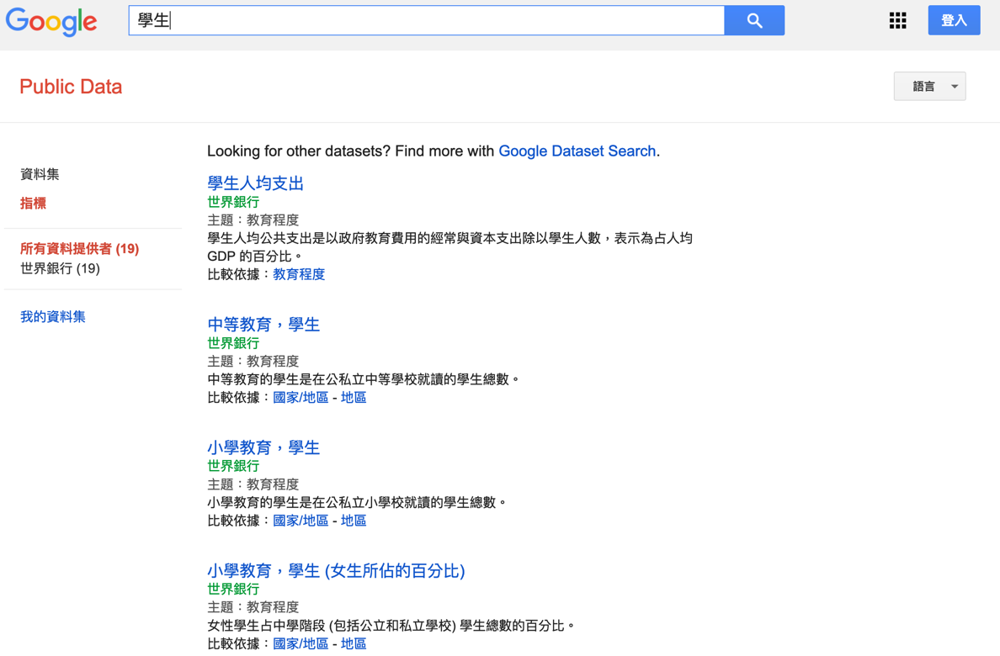 Google
學生
登入
Public Data
語言
資料集
指標
所有資料提供者 (19)
世界銀行 (19)
我的資料集
Looking for other datasets? Find more with Google Dataset Search.
學生人均支出
世界銀行
主題：教育程度
學生人均公共支出是以政府教育費用的經常與資本支出除以學生人數，表示為占人均
GDP 的百分比。
比較依據：教育程度
中等教育，學生
世界銀行
主題：教育程度
中等教育的學生是在公私立中等學校就讀的學生總數。
比較依據：國家/地區 - 地區
小學教育，學生
世界銀行
主題：教育程度
小學教育的學生是在公私立小學校就讀的學生總數。
比較依據：國家/地區 - 地區
小學教育，學生 (女生所佔的百分比)
世界銀行
主題：教育程度
女性學生占中學階段 (包括公立和私立學校) 學生總數的百分比。
比較依據：國家/地區 - 地區